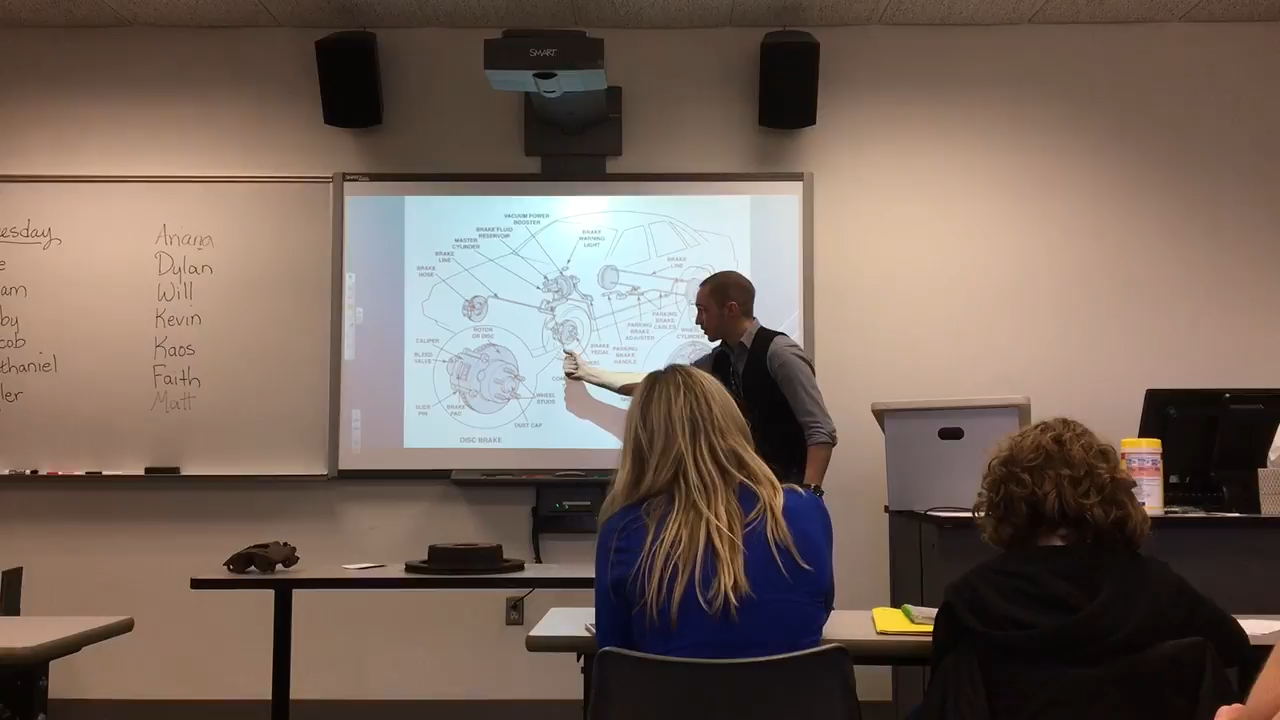 SMART
esday
e
am
by
cob
thaniel
ler
Anana
Dylan
Will
Kevin
Kaos
Faith
Matt
VACUUM POWER
BOOSTER
BRAKE FLUID
RESERVOIR
MASTER
CYLINDER
BRAKE
LINE
BRAKE
HOSE
BRAKE
WARNING
LIGHT
BRAKE
LINE
PARKING
BRAKE
CABLES
PARKING
BRAKE
ADJUSTER
PARKING
BRAKE
HANDLE
BRAKE
PEDAL
ROTOR
OR DISC
CALIPER
BLEED
VALVE
SLIDE
PIN
BRAKE
PAD
WHEEL
STUDS
DUST CAP
DISC BRAKE